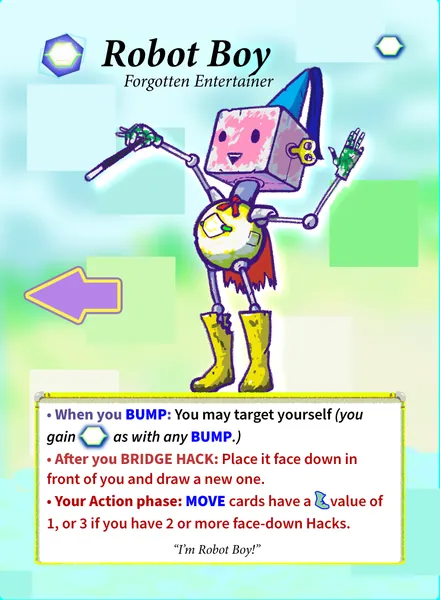 Robot Boy
Forgotten Entertainer
• When you BUMP: You may target yourself (you
gain as with any BUMP.)
• After you BRIDGE HACK: Place it face down in
front of you and draw a new one.
• Your Action phase: MOVE cards have a value of
1, or 3 if you have 2 or more face-down Hacks.
“I’m Robot Boy!”